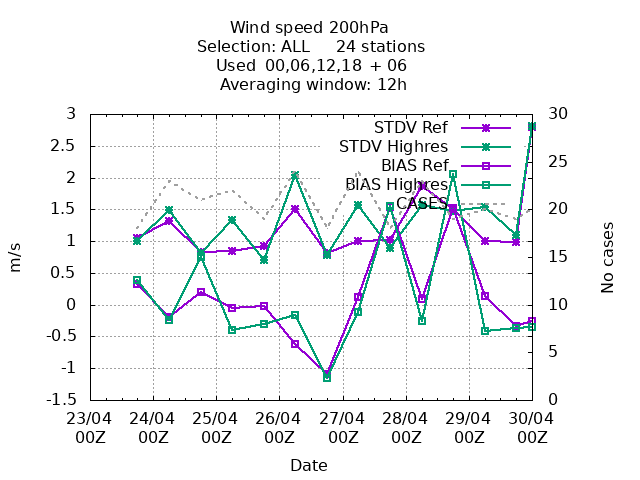 Wind speed 200hPa
Selection: ALL 24 stations
Used 00,06,12,18 + 06
Averaging window: 12h
3 30
STDV Ref
2.5 STDV Highres 25
BIAS Ref
2 BIAS Highres
CASES
1.5 20
1 15
0.5
0 10
-0.5 5
-1
-1.5 0
m/s
No cases
23/04 24/04 25/04 26/04 27/04 28/04 29/04 30/04
00Z 00Z 00Z 00Z 00Z 00Z 00Z 00Z
Date